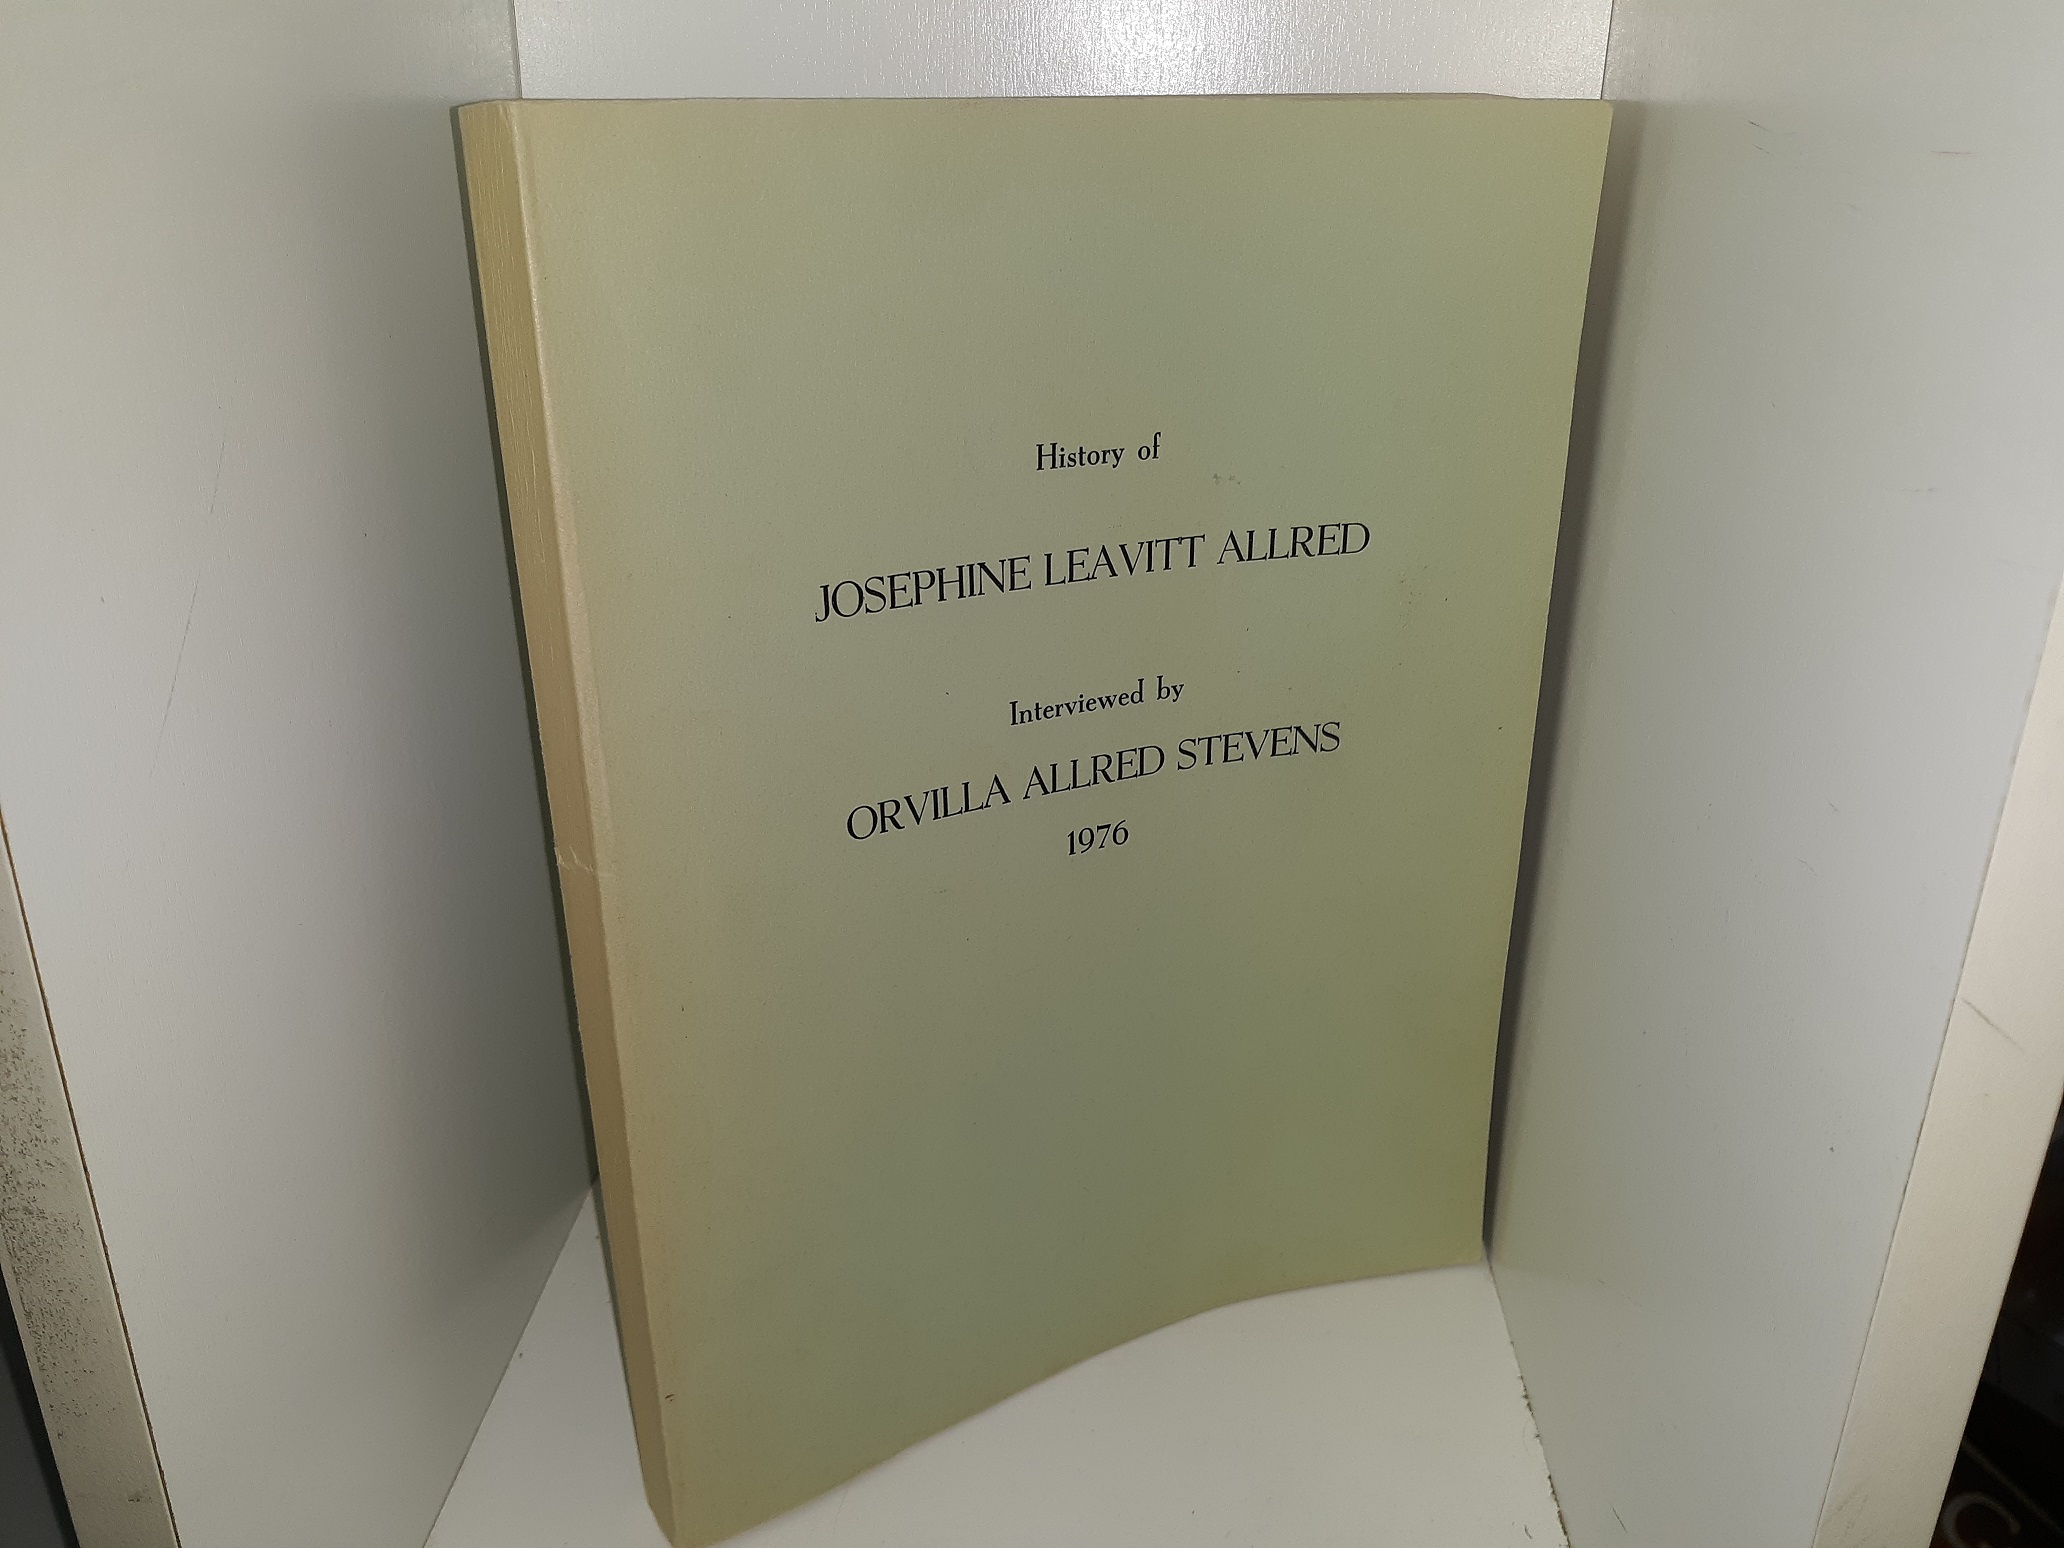 History of
JOSEPHINE LEAVITT ALLRED
Interviewed by
ORVILLA ALLRED STEVENS
1976